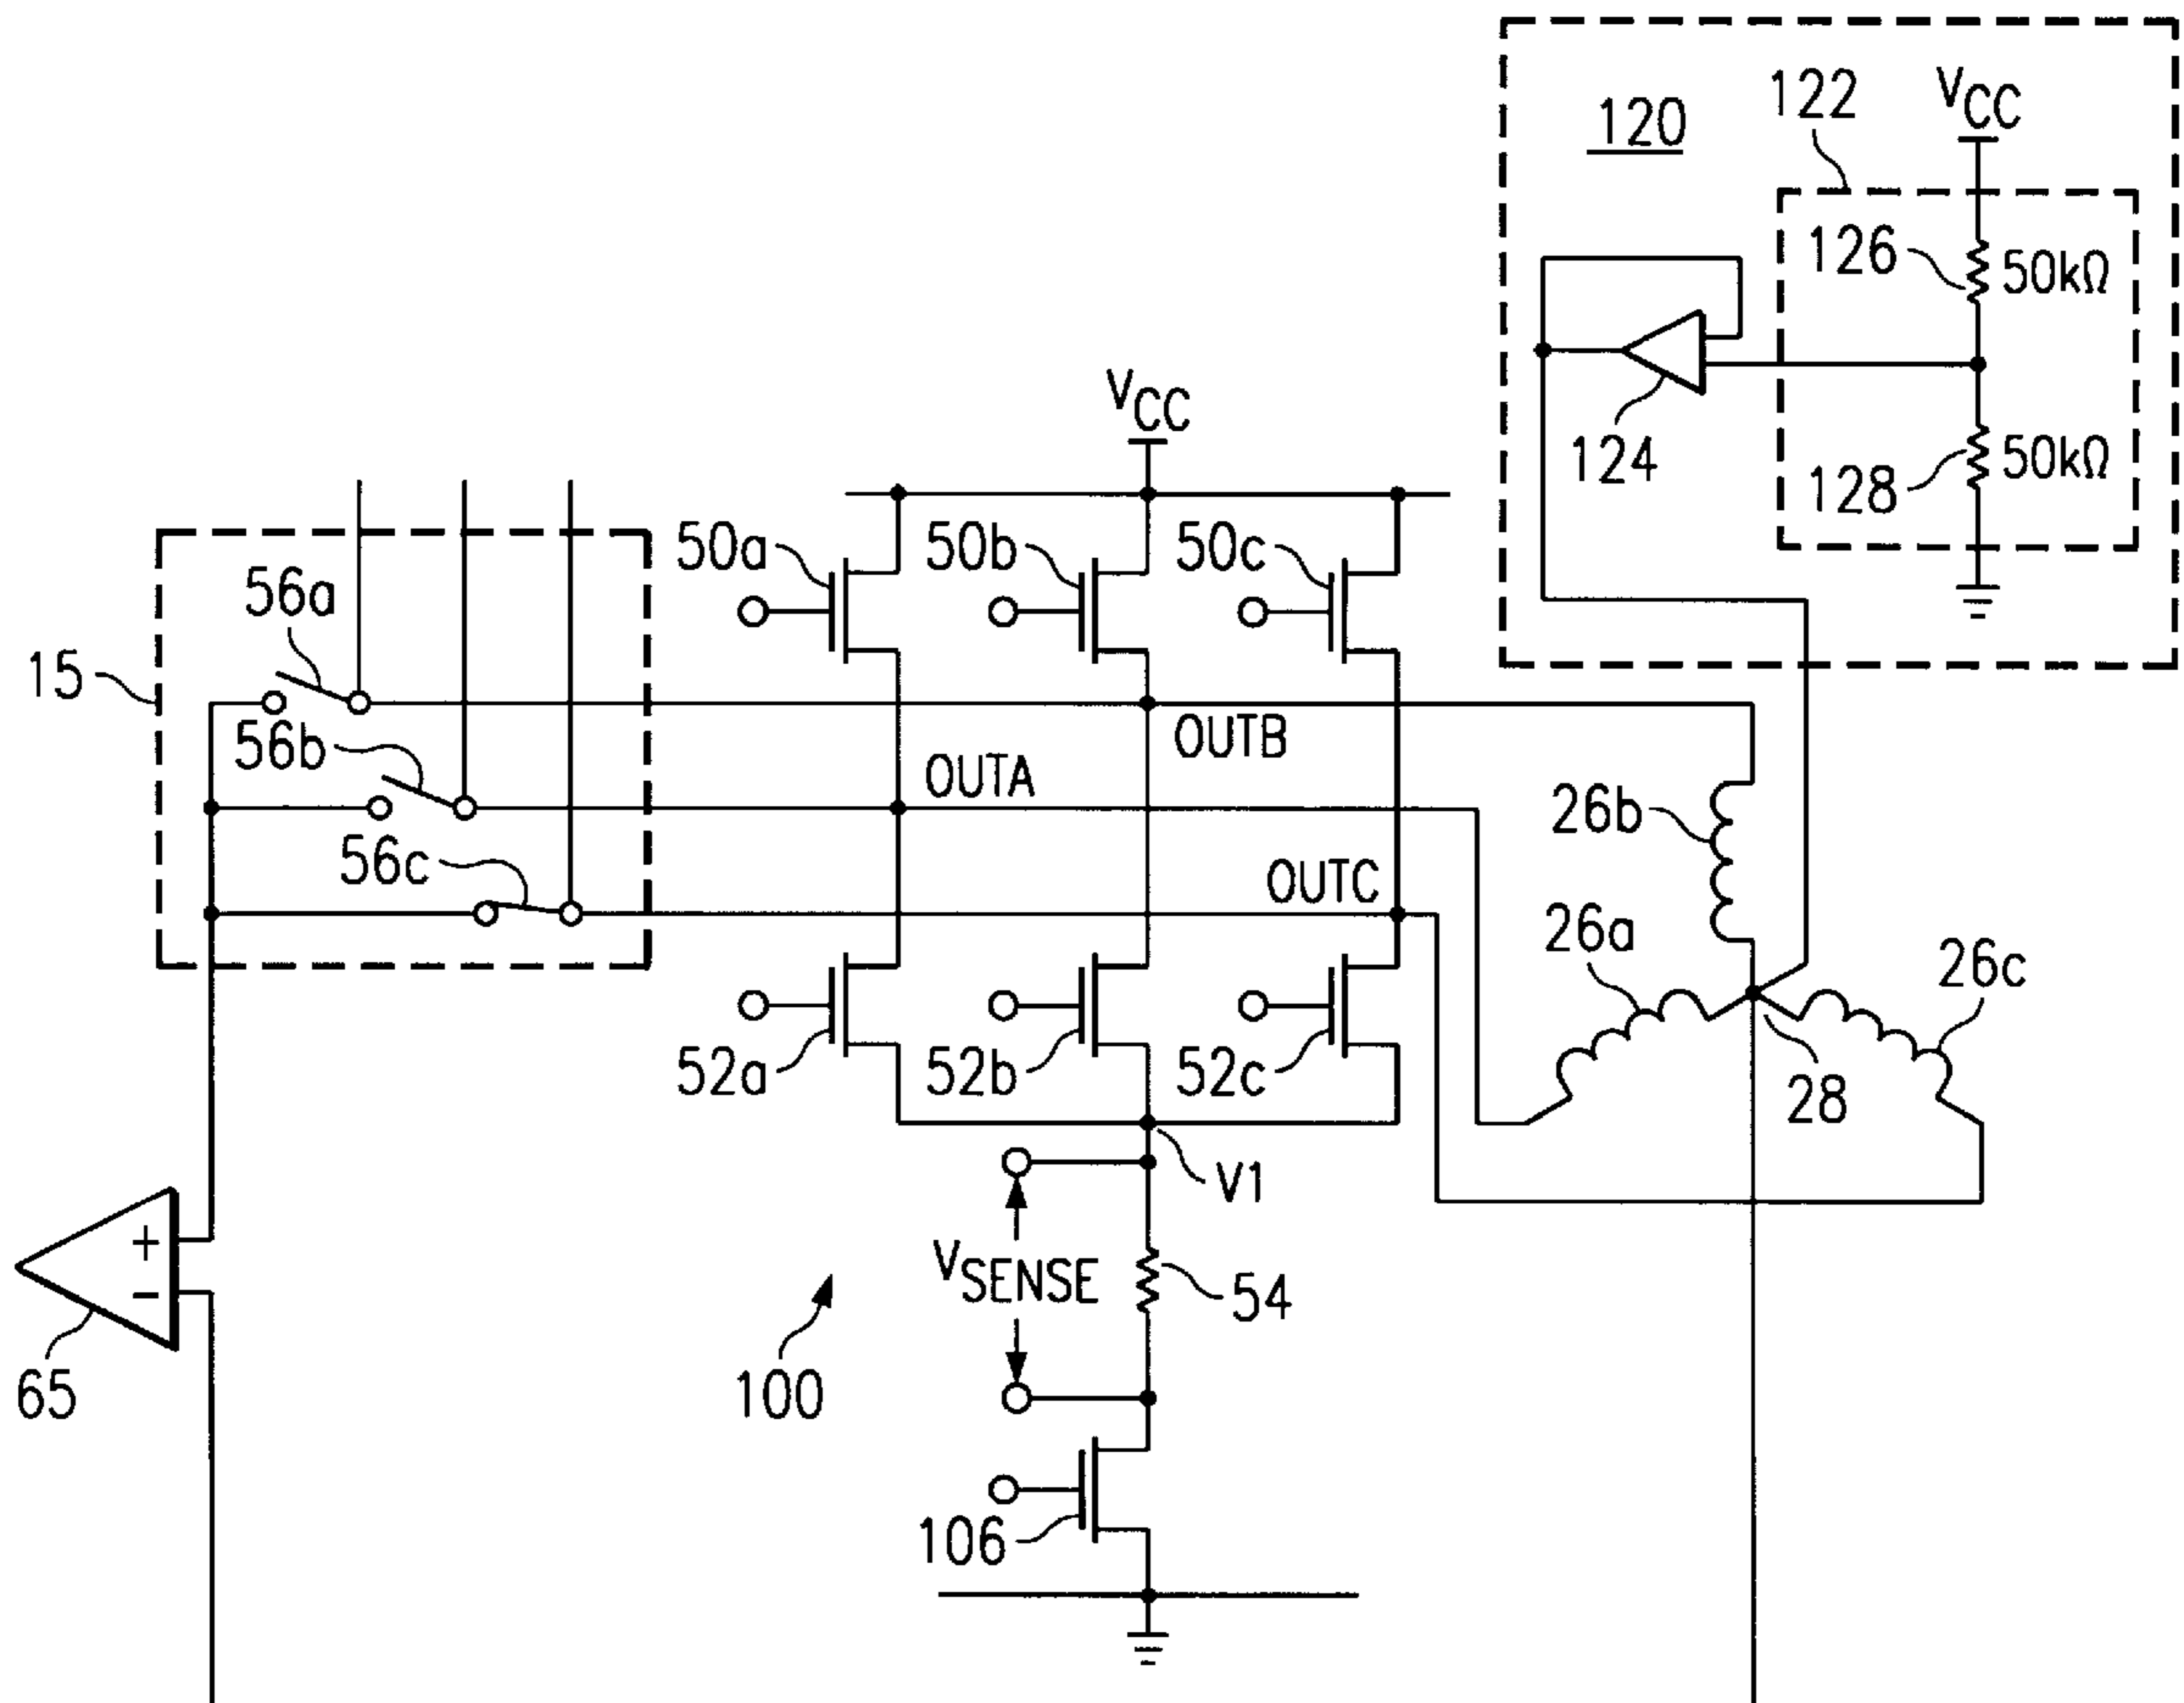 120
122
VCC
126
50kΩ
124
128
50kΩ
VCC
50a
50b
50c
15
56a
56b
56c
OUTB
OUTA
OUTC
26b
26a
26c
28
52a
52b
52c
V1
VSENSE
54
100
+
−
65
106